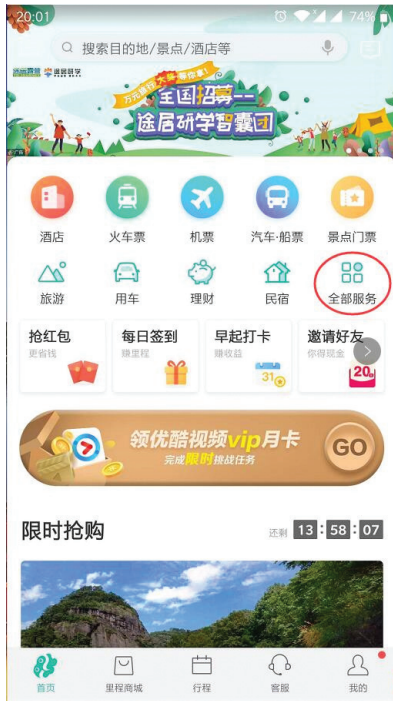 20:01
74%
搜索目的地/景点/酒店等
途居研学
万元旅行大奖 等你拿!
全国招募--
途居研学智囊团
酒店
火车票
机票
汽车·船票
景点门票
旅游
用车
理财
民宿
全部服务
抢红包
更省钱
每日签到
赚里程
早起打卡
赚收益
31
邀请好友
你得现金
20
领优酷视频vip月卡
完成限时挑战任务
GO
限时抢购
还剩 13:58:07
首页
里程商城
行程
客服
我的